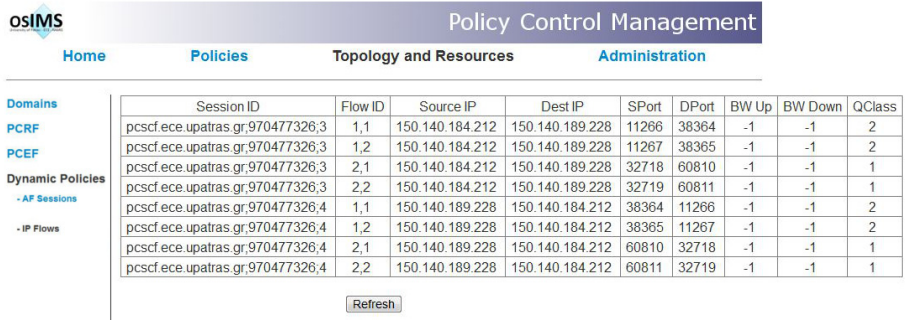 osIMS
Policy Control Management
Home Policies Topology and Resources Administration
Domains
PCRF
PCEF
Dynamic Policies
- AF Sessions
- IP Flows
Session ID Flow ID Source IP Dest IP SPort DPort BW Up BW Down QClass
pcscf.ece.upatras.gr;970477326;3 1,1 150.140.184.212 150.140.189.228 11266 38364 -1 -1 2
pcscf.ece.upatras.gr;970477326;3 1,2 150.140.184.212 150.140.189.228 11267 38365 -1 -1 2
pcscf.ece.upatras.gr;970477326;3 2,1 150.140.184.212 150.140.189.228 32718 60810 -1 -1 1
pcscf.ece.upatras.gr;970477326;3 2,2 150.140.184.212 150.140.189.228 32719 60811 -1 -1 1
pcscf.ece.upatras.gr;970477326;4 1,1 150.140.189.228 150.140.184.212 38364 11266 -1 -1 2
pcscf.ece.upatras.gr;970477326;4 1,2 150.140.189.228 150.140.184.212 38365 11267 -1 -1 2
pcscf.ece.upatras.gr;970477326;4 2,1 150.140.189.228 150.140.184.212 60810 32718 -1 -1 1
pcscf.ece.upatras.gr;970477326;4 2,2 150.140.189.228 150.140.184.212 60811 32719 -1 -1 1
Refresh